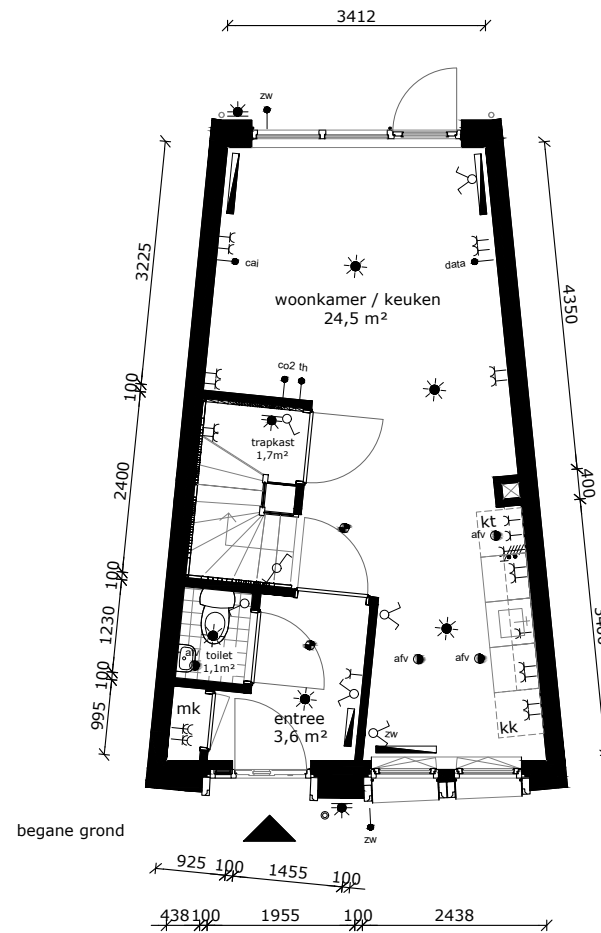 3412
zw
3225
cai
data
4350
woonkamer / keuken
24,5 m²
co2 th
100
trapkast
1,7m²
400
2400
kt
afv
100
1230
afv
toilet
1,1m²
afv
afv
100
995
mk
entree
3,6 m²
zw
kk
begane grond
zw
925 100 1455 100
438 100 1955 100 2438